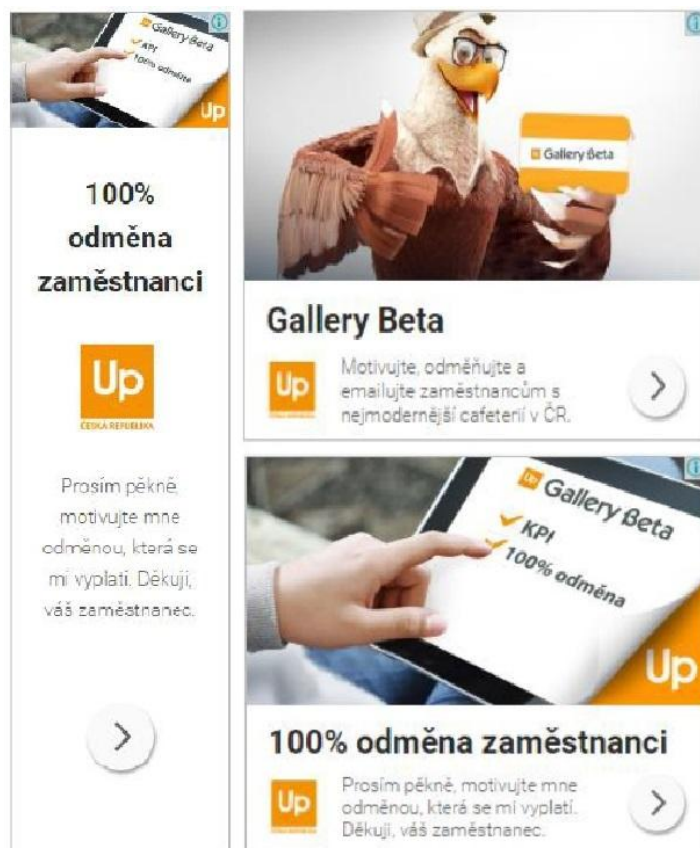 Gallery Beta
KPI
100% odměna
Up
100%
odměna
zaměstnanci
Up
ČESKÁ REPUBLIKA
Prosím pěkně,
motivujte mne
odměnou, která se
mi vyplatí. Děkuji,
váš zaměstnanec.
Gallery Beta
Gallery Beta
Up
Motivujte, odměňujte a
emailujte zaměstnancům s
nejmodernější cafeterií v ČR.
Gallery Beta
KPI
100% odměna
Up
100% odměna zaměstnanci
Up
Prosím pěkně, motivujte mne
odměnou, která se mi vyplatí.
Děkuji, váš zaměstnanec.